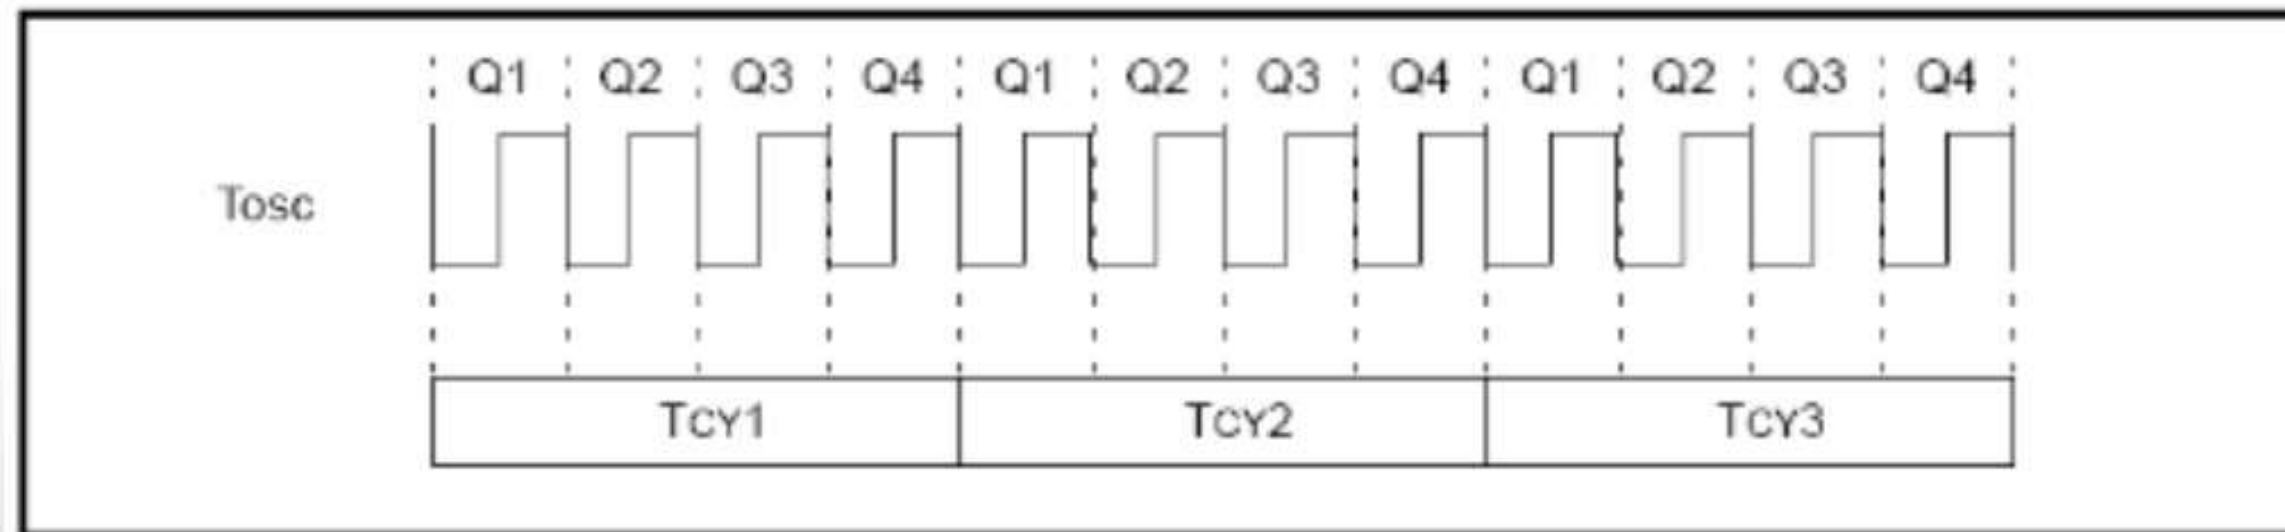 Q1 Q2 Q3 Q4 Q1 Q2 Q3 Q4 Q1 Q2 Q3 Q4
Tosc
TCY1 TCY2 TCY3